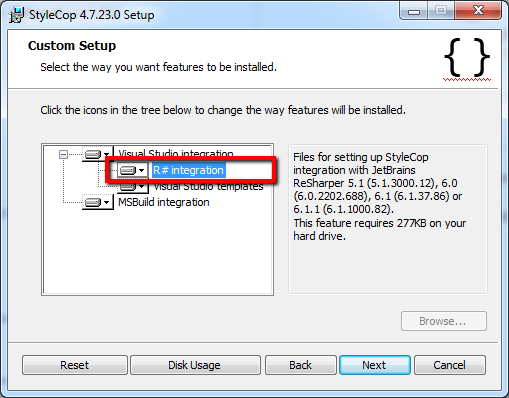 StyleCop 4.7.23.0 Setup
Custom Setup
Select the way you want features to be installed.
{ }
Click the icons in the tree below to change the way features will be installed.
Visual Studio integration
R# integration
Visual Studio templates
MSBuild integration
Files for setting up StyleCop
integration with JetBrains
ReSharper 5.1 (5.1.3000.12), 6.0
(6.0.2202.688), 6.1 (6.1.37.86) or
6.1.1 (6.1.1000.82).
This feature requires 277KB on your
hard drive.
Browse...
Reset
Disk Usage
Back
Next
Cancel